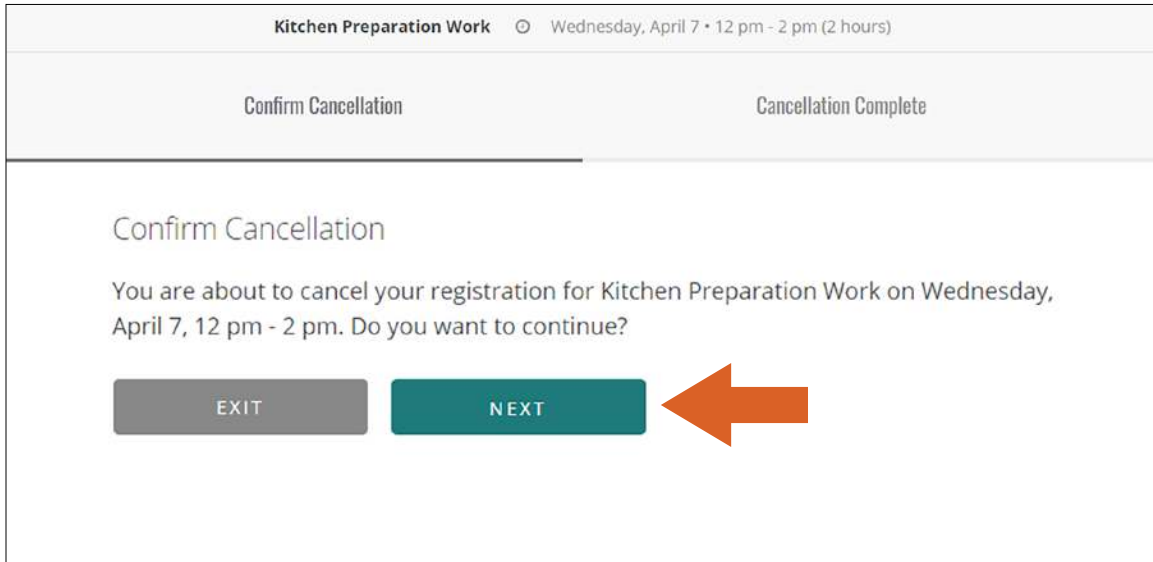 Kitchen Preparation Work Wednesday, April 7 • 12 pm - 2 pm (2 hours)
Confirm Cancellation Cancellation Complete
Confirm Cancellation
You are about to cancel your registration for Kitchen Preparation Work on Wednesday,
April 7, 12 pm - 2 pm. Do you want to continue?
EXIT NEXT